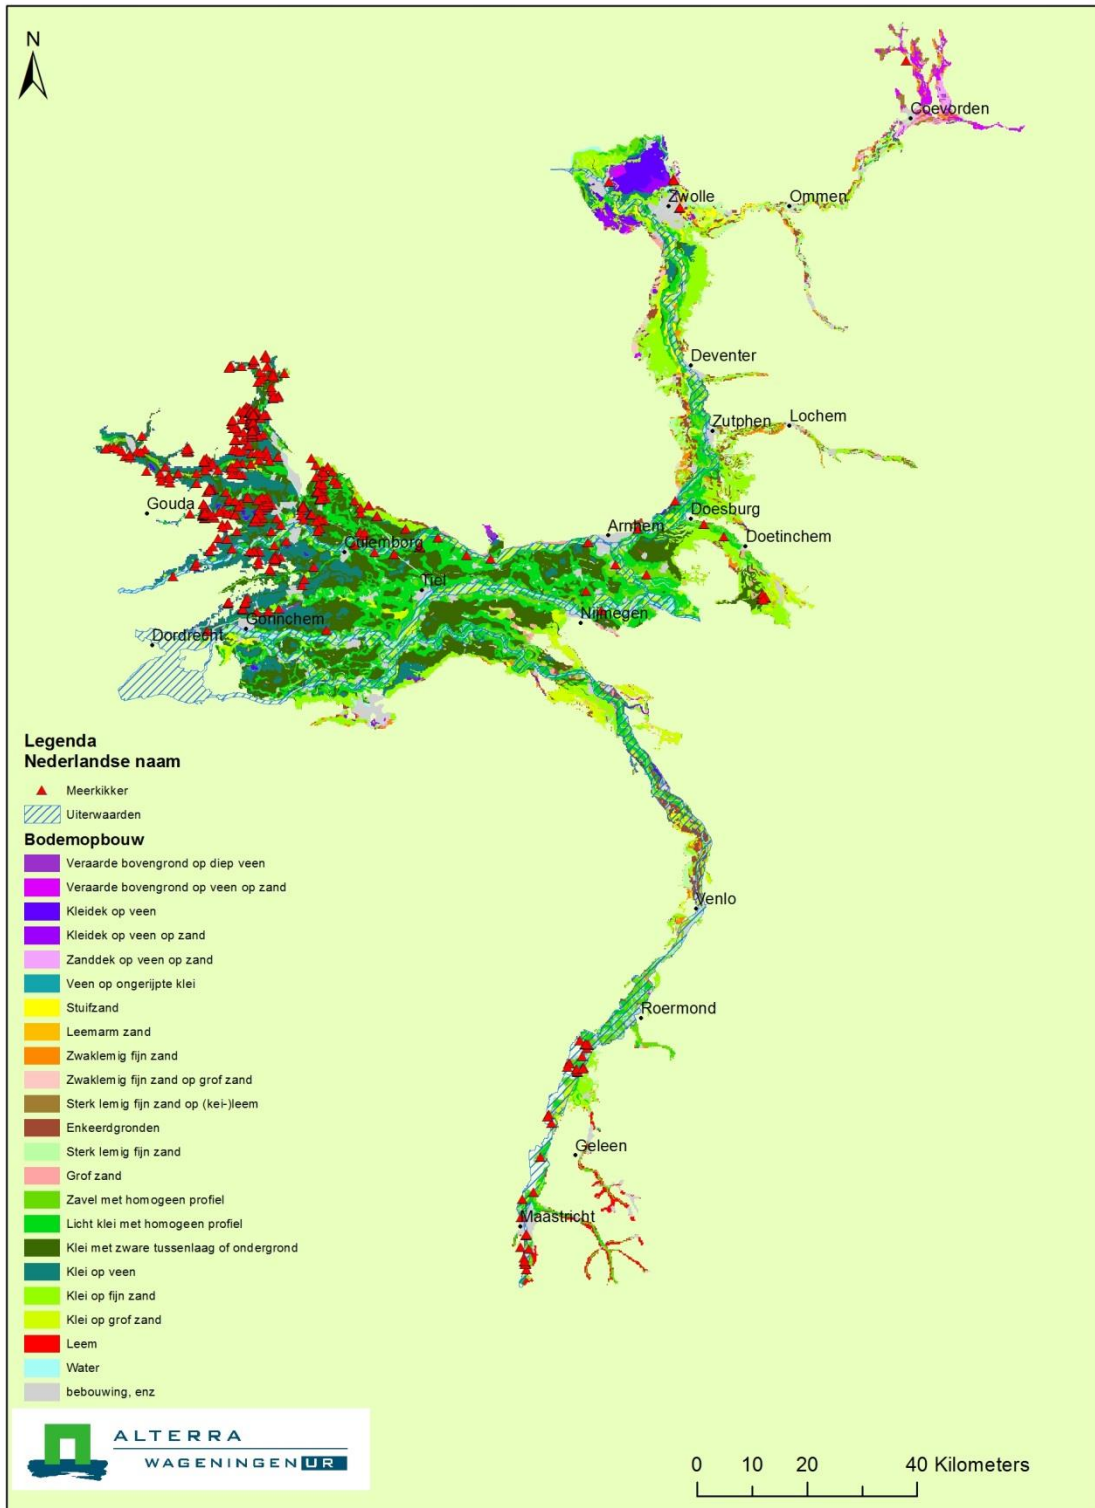 N
Coevorden
Zwolle
Ommen
Deventer
Zutphen
Lochem
Gouda
Doesburg
Arnhem
Doetinchem
Culemborg
Tiel
Nijmegen
Gorinchem
Dordrecht
Venlo
Roermond
Geleen
Maastricht
Legenda
Nederlandse naam
Meerkikker
Uiterwaarden
Bodemopbouw
Veraarde bovengrond op diep veen
Veraarde bovengrond op veen op zand
Kleidek op veen
Kleidek op veen op zand
Zanddek op veen op zand
Veen op ongerijpte klei
Stuifzand
Leemarm zand
Zwaklemig fijn zand
Zwaklemig fijn zand op grof zand
Sterk lemig fijn zand op (kei-)leem
Enkeerdgronden
Sterk lemig fijn zand
Grof zand
Zavel met homogeen profiel
Licht klei met homogeen profiel
Klei met zware tussenlaag of ondergrond
Klei op veen
Klei op fijn zand
Klei op grof zand
Leem
Water
bebouwing, enz
ALTERRA
WAGENINGEN UR
0 10 20 40 Kilometers